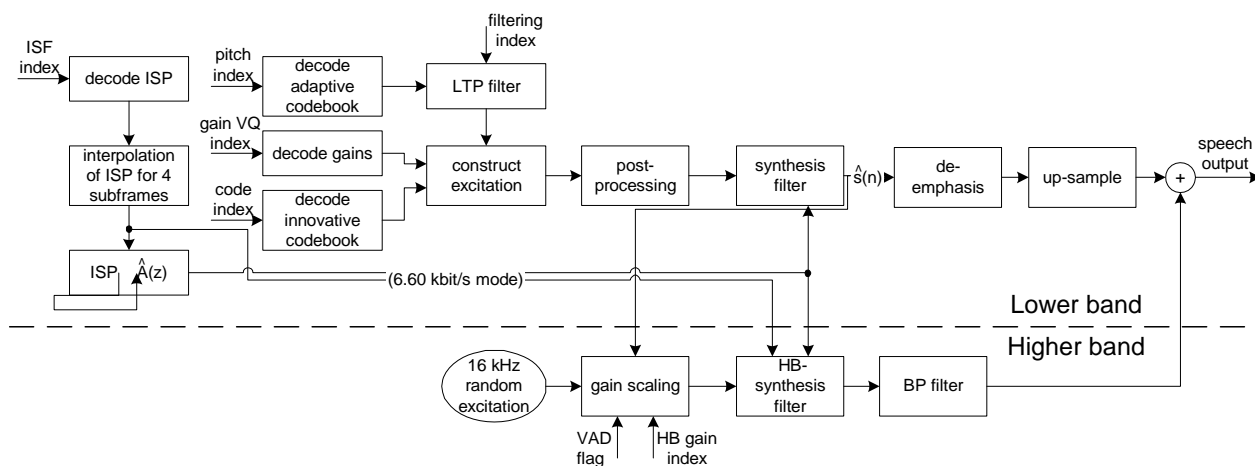 ISF
index
decode ISP
interpolation
of ISP for 4
subframes
ISP Â(z)
pitch
index
decode
adaptive
codebook
filtering
index
LTP filter
gain VQ
index
decode gains
code
index
decode
innovative
codebook
construct
excitation
post-
processing
synthesis
filter
ŝ(n)
de-
emphasis
up-sample
+
speech
output
(6.60 kbit/s mode)
Lower band
Higher band
16 kHz
random
excitation
gain scaling
VAD
flag
HB gain
index
HB-
synthesis
filter
BP filter